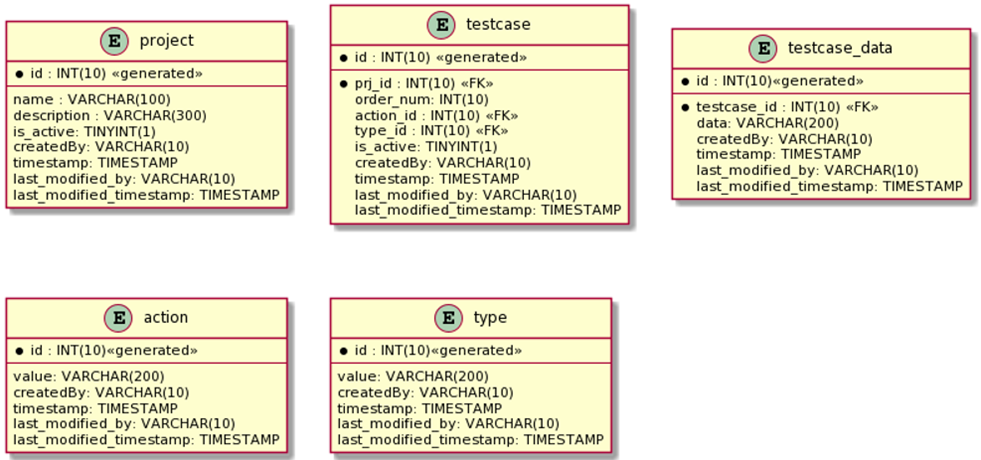 E project
id : INT(10) «generated»
name : VARCHAR(100)
description : VARCHAR(300)
is_active: TINYINT(1)
createdBy: VARCHAR(10)
timestamp: TIMESTAMP
last_modified_by: VARCHAR(10)
last_modified_timestamp: TIMESTAMP
E testcase
id : INT(10) «generated»
prj_id : INT(10) «FK»
order_num: INT(10)
action_id : INT(10) «FK»
type_id : INT(10) «FK»
is_active: TINYINT(1)
createdBy: VARCHAR(10)
timestamp: TIMESTAMP
last_modified_by: VARCHAR(10)
last_modified_timestamp: TIMESTAMP
E testcase_data
id : INT(10)«generated»
testcase_id : INT(10) «FK»
data: VARCHAR(200)
createdBy: VARCHAR(10)
timestamp: TIMESTAMP
last_modified_by: VARCHAR(10)
last_modified_timestamp: TIMESTAMP
E action
id : INT(10)«generated»
value: VARCHAR(200)
createdBy: VARCHAR(10)
timestamp: TIMESTAMP
last_modified_by: VARCHAR(10)
last_modified_timestamp: TIMESTAMP
E type
id : INT(10)«generated»
value: VARCHAR(200)
createdBy: VARCHAR(10)
timestamp: TIMESTAMP
last_modified_by: VARCHAR(10)
last_modified_timestamp: TIMESTAMP